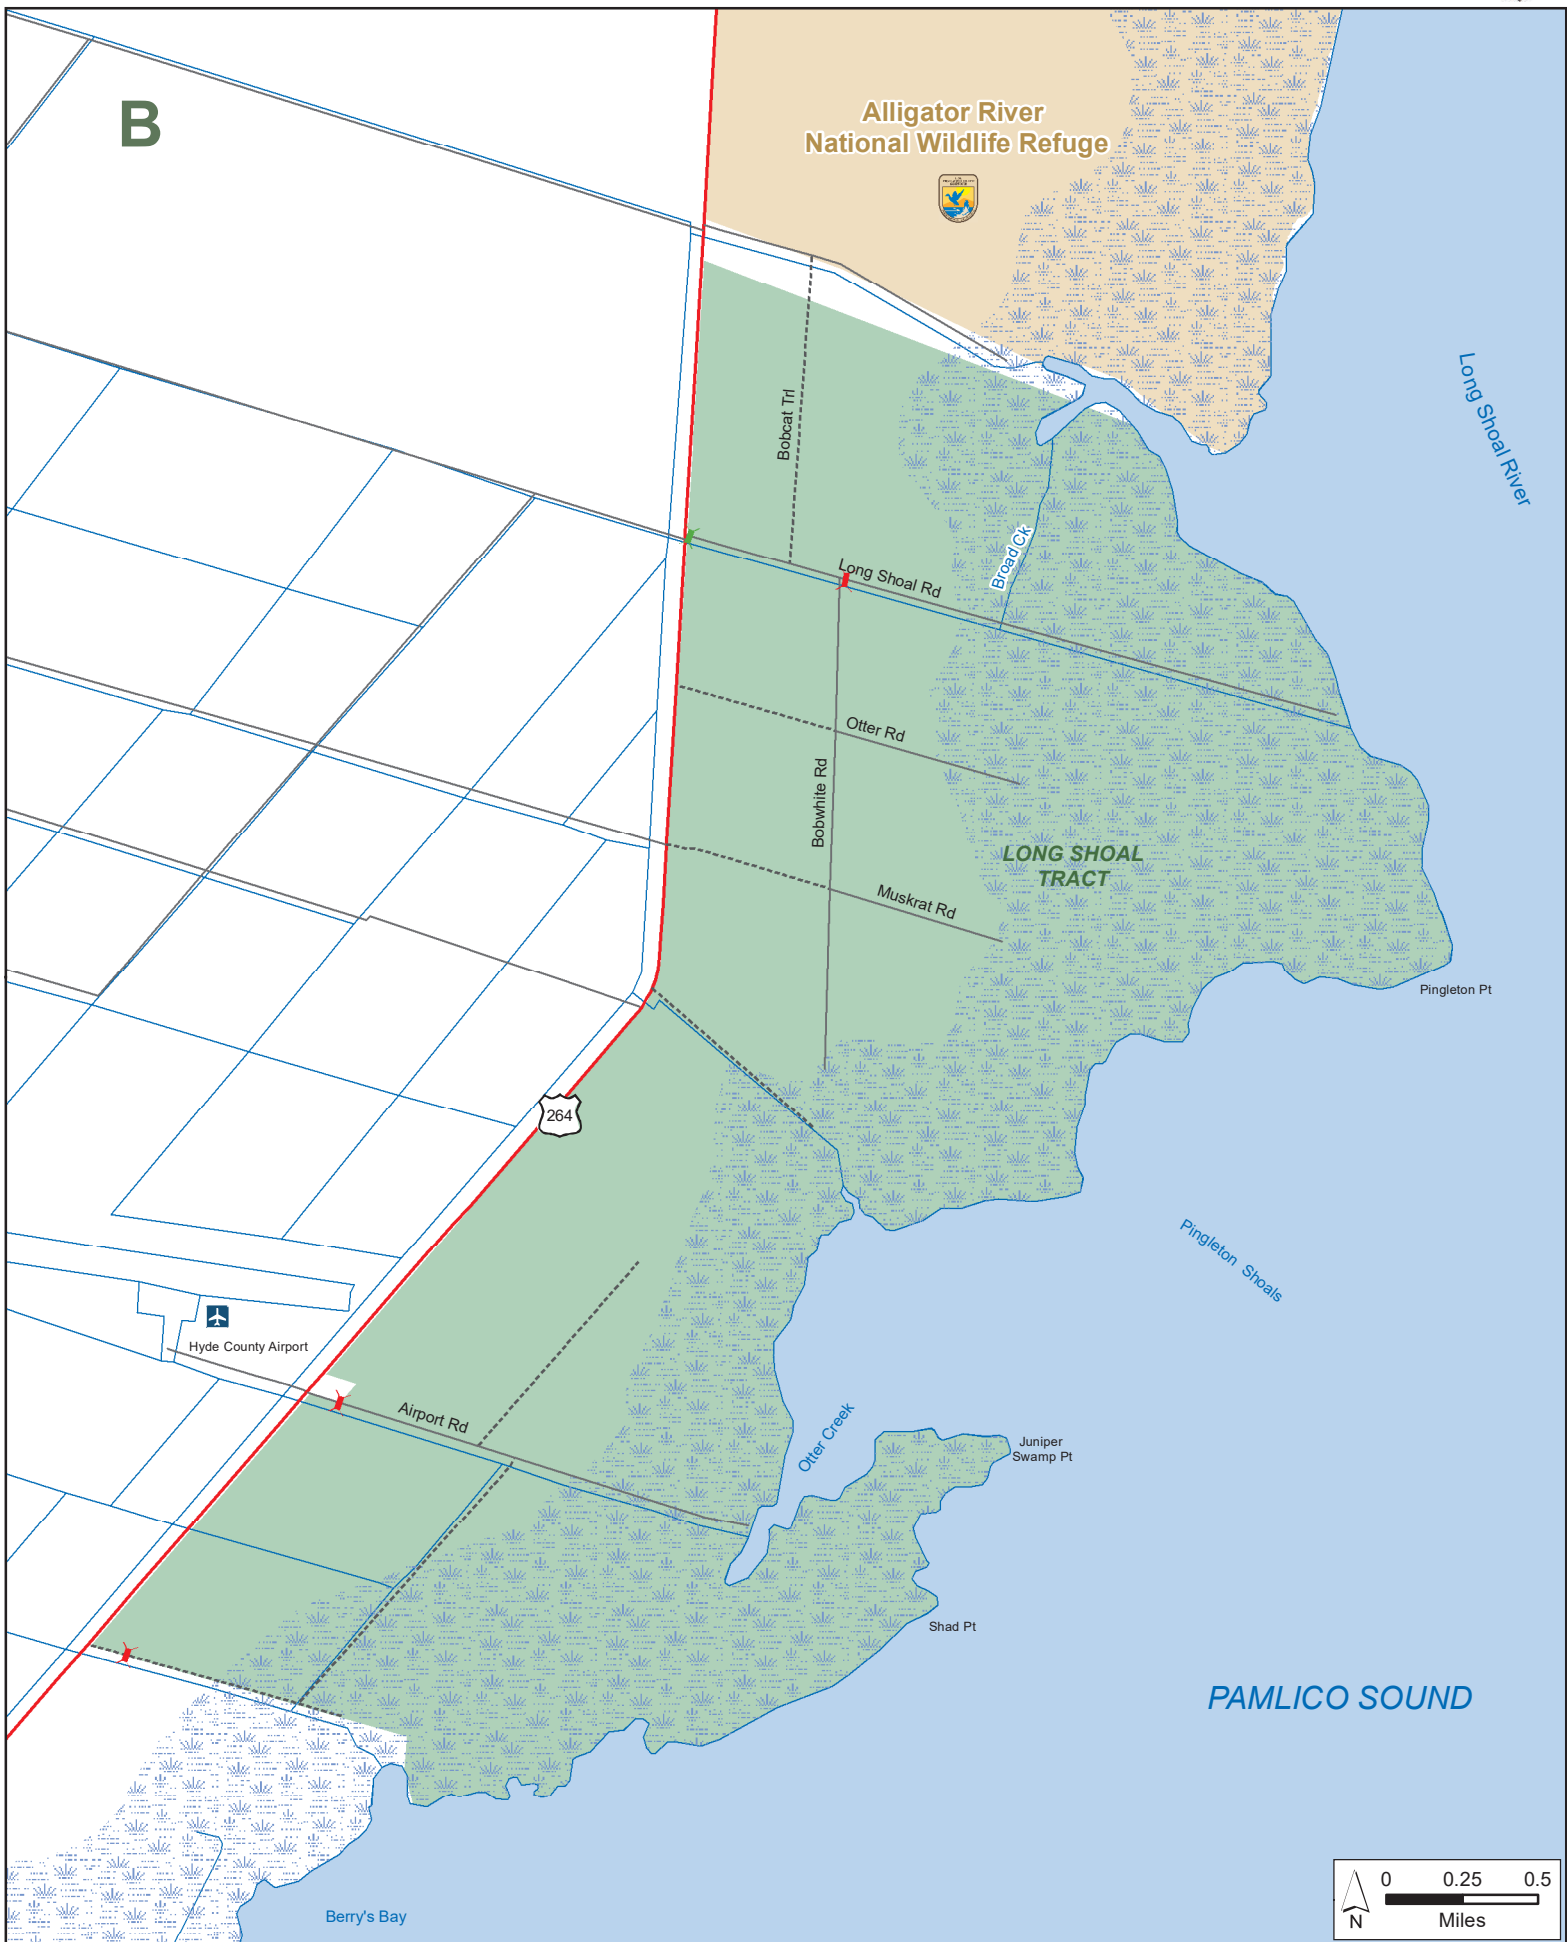 B
Alligator River
National Wildlife Refuge
Long Shoal River
Bobcat Trl
Broad Ck
Long Shoal Rd
Otter Rd
Bobwhite Rd
LONG SHOAL
TRACT
Muskrat Rd
Pingleton Pt
264
Pingleton Shoals
Hyde County Airport
Airport Rd
Otter Creek
Juniper
Swamp Pt
Shad Pt
PAMLICO SOUND
Berry's Bay
0 0.25 0.5
N
Miles